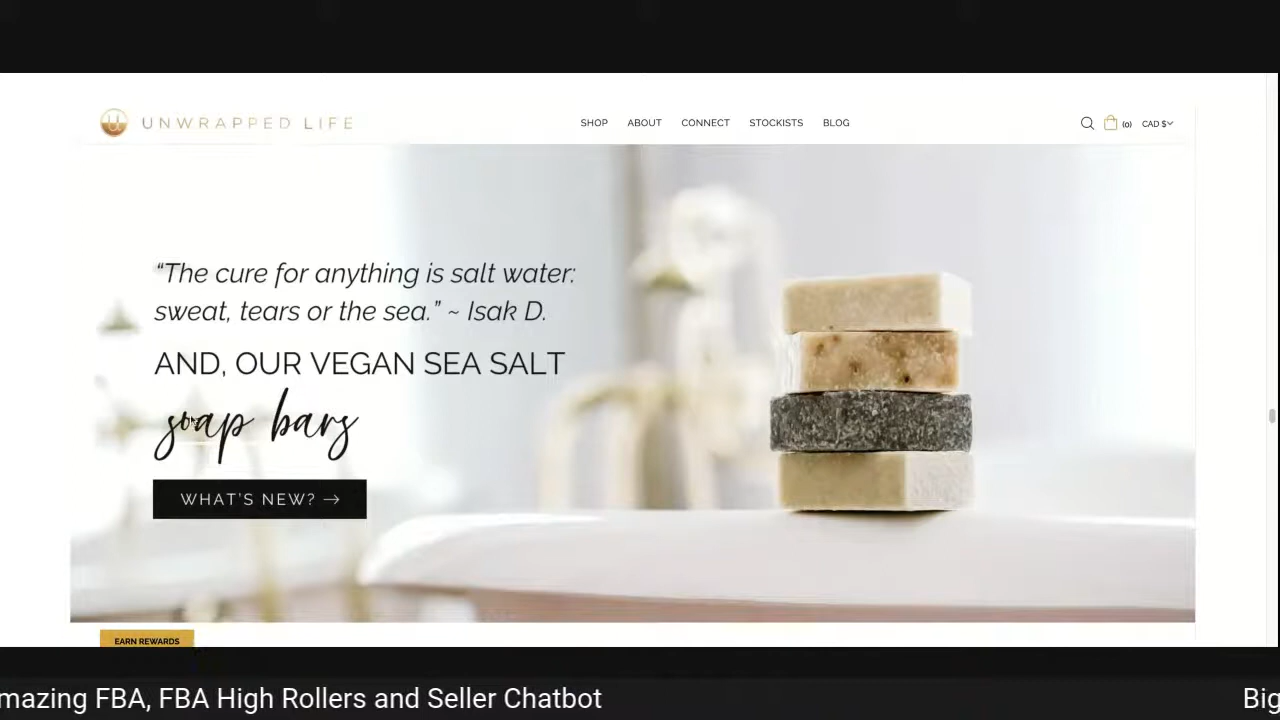 UNWRAPPED LIFE
SHOP ABOUT CONNECT STOCKISTS BLOG
(0) CAD $
“The cure for anything is salt water:
sweat, tears or the sea.” ~ Isak D.
AND, OUR VEGAN SEA SALT
soap bars
WHAT'S NEW? →
EARN REWARDS
mazing FBA, FBA High Rollers and Seller Chatbot
Big